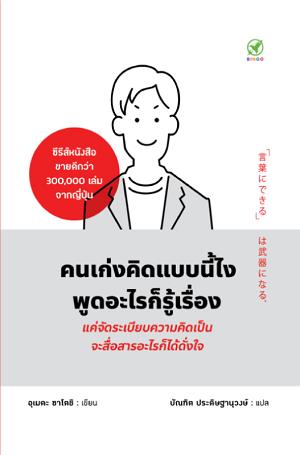 BINGO
ซีรีส์หนังสือ
ขายดีกว่า
300,000 เล่ม
จากญี่ปุ่น
「言葉にできる」は武器になる。
คนเก่งคิดแบบนี้ไง
พูดอะไรก็รู้เรื่อง
แค่จัดระเบียบความคิดเป็น
จะสื่อสารอะไรก็ได้ดั่งใจ
อุเมดะ ซาโตชิ : เขียน
บัณฑิต ประดิษฐานุวงษ์ : แปล